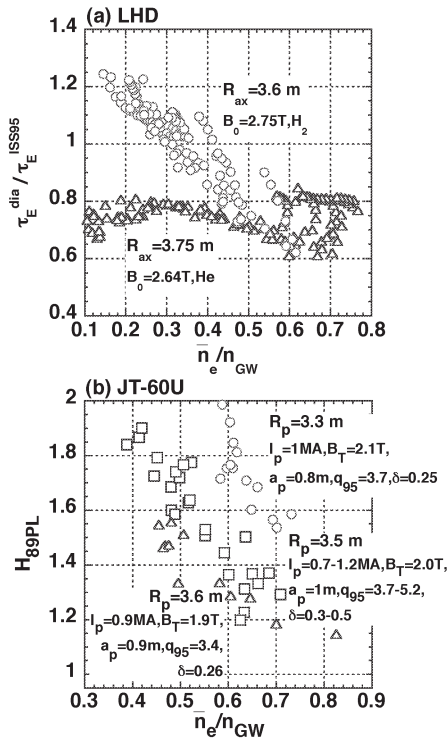 (a) LHD
1.4
1.2
1
0.8
0.6
0.4
τ_E^dia / τ_E^ISS95
R_ax=3.6 m
B_0=2.75T,H_2
R_ax=3.75 m
B_0=2.64T,He
0.1 0.2 0.3 0.4 0.5 0.6 0.7 0.8
n̅_e/n_GW
(b) JT-60U
2
1.8
1.6
1.4
1.2
1
H_89PL
R_p=3.3 m
I_p=1MA,B_T=2.1T,
a_p=0.8m,q_95=3.7,δ=0.25
R_p=3.5 m
I_p=0.7-1.2MA,B_T=2.0T,
a_p=1m,q_95=3.7-5.2,
δ=0.3-0.5
R_p=3.6 m
I_p=0.9MA,B_T=1.9T,
a_p=0.9m,q_95=3.4,
δ=0.26
0.3 0.4 0.5 0.6 0.7 0.8 0.9
n̅_e/n_GW